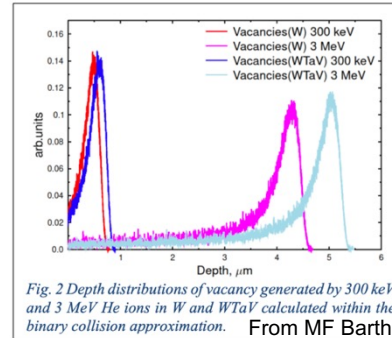 Vacancies(W) 300 keV
Vacancies(WTaV) 300 keV
Vacancies(W) 3 MeV
Vacancies(WTaV) 3 MeV
0.16
0.14
0.12
0.10
0.08
0.06
0.04
0.02
0.0
arb.units
0 1 2 3 4 5 6
Depth, μm
Fig. 2 Depth distributions of vacancy generated by 300 keV
and 3 MeV He ions in W and WTaV calculated within the
binary collision approximation. From MF Barth